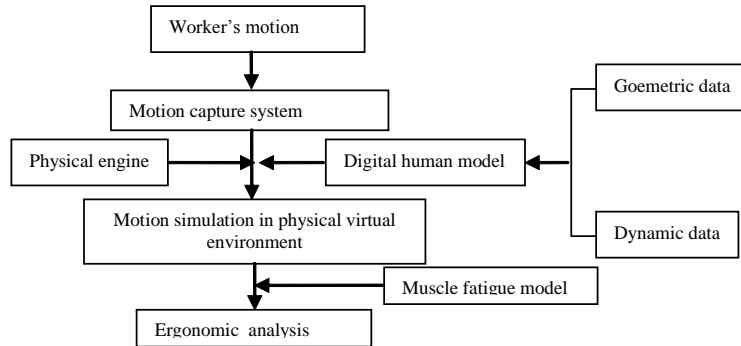 Worker's motion
Goemetric data
Motion capture system
Physical engine
Digital human model
Motion simulation in physical virtual
environment
Dynamic data
Muscle fatigue model
Ergonomic analysis